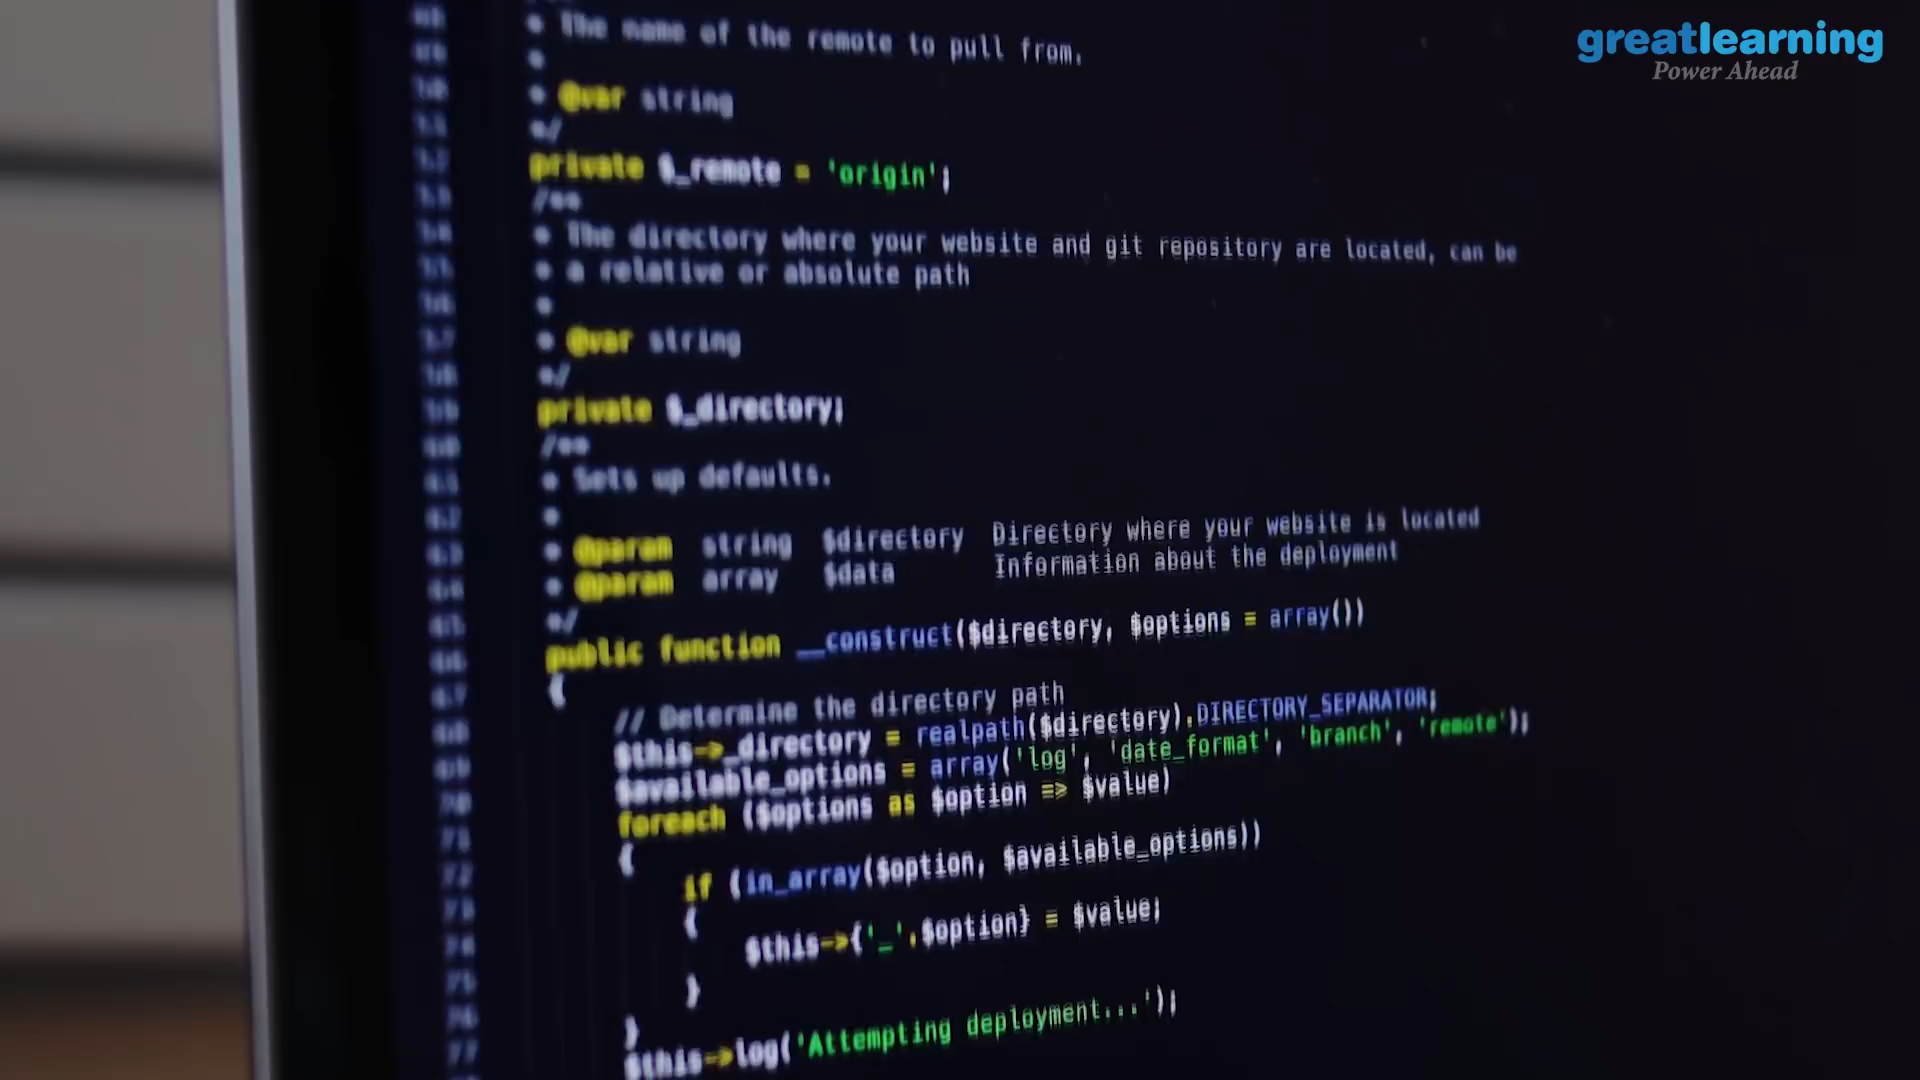 greatlearning
Power Ahead
* The name of the remote to pull from.
*
* @var string
*/
private $_remote = 'origin';
/**
* The directory where your website and git repository are located, can be
* a relative or absolute path
*
* @var string
*/
private $_directory;
/**
* Sets up defaults.
*
* @param string $directory Directory where your website is located
* @param array $data Information about the deployment
*/
public function __construct($directory, $options = array())
{
// Determine the directory path
$this->_directory = realpath($directory).DIRECTORY_SEPARATOR;
$available_options = array('log', 'date_format', 'branch', 'remote');
foreach ($options as $option => $value)
{
if (in_array($option, $available_options))
{
$this->{'_'.$option} = $value;
}
}
$this->log('Attempting deployment...');